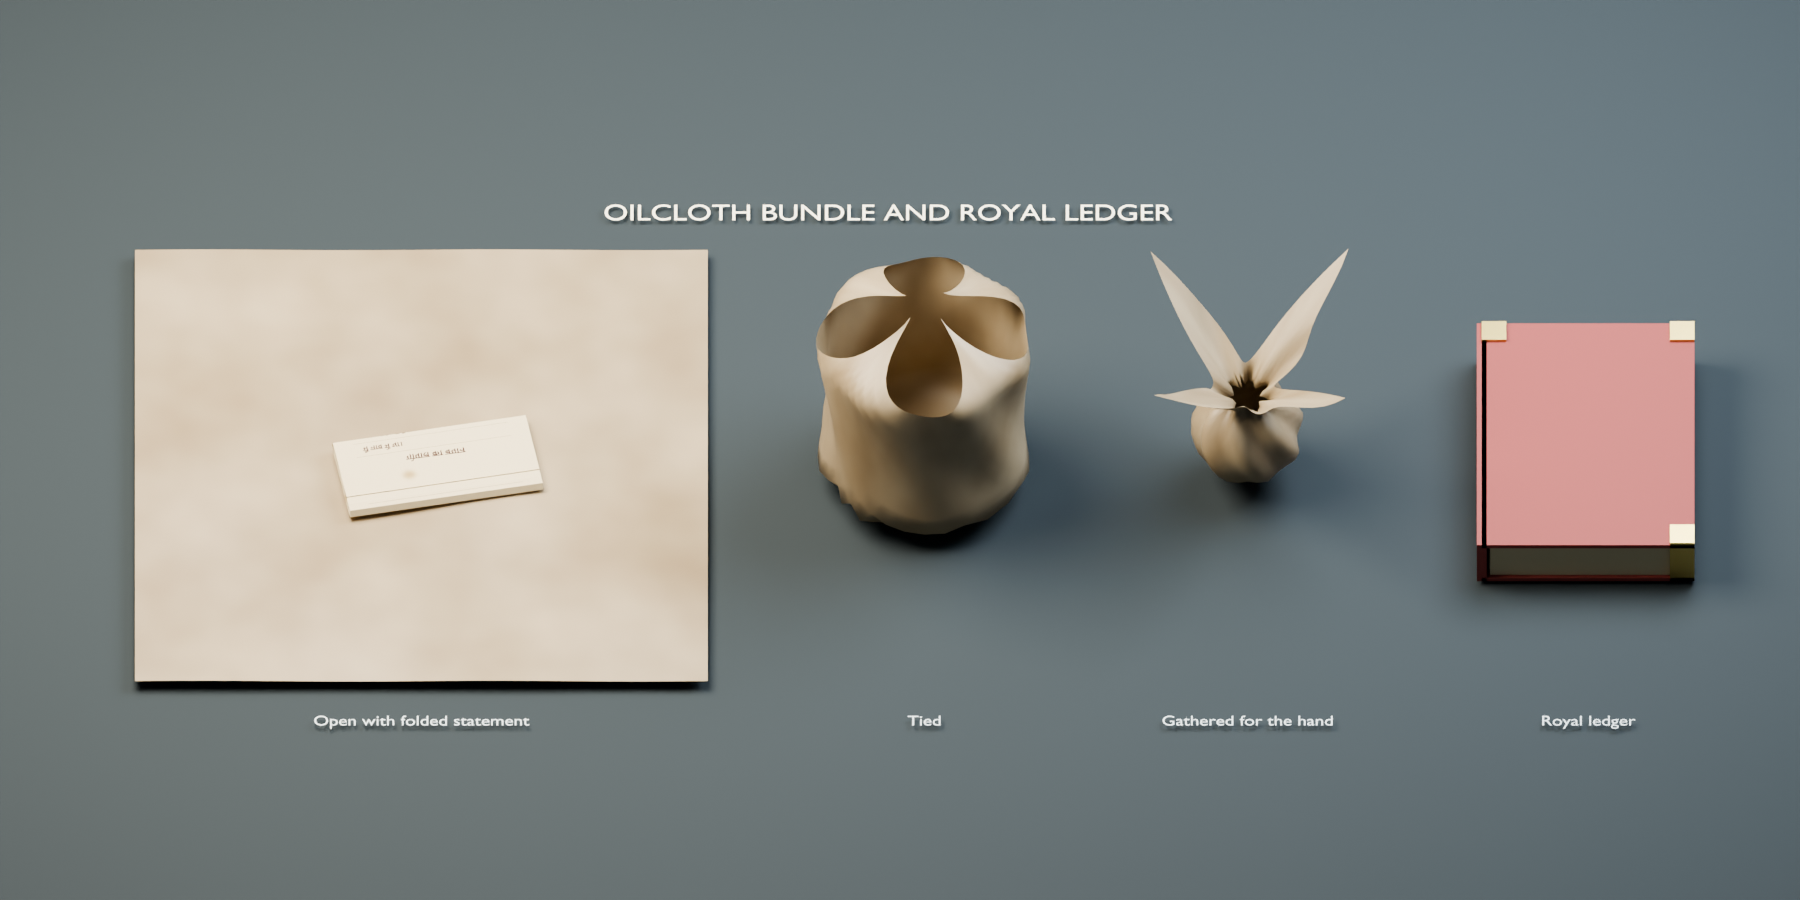 OILCLOTH BUNDLE AND ROYAL LEDGER
Open with folded statement
Tied
Gathered for the hand
Royal ledger